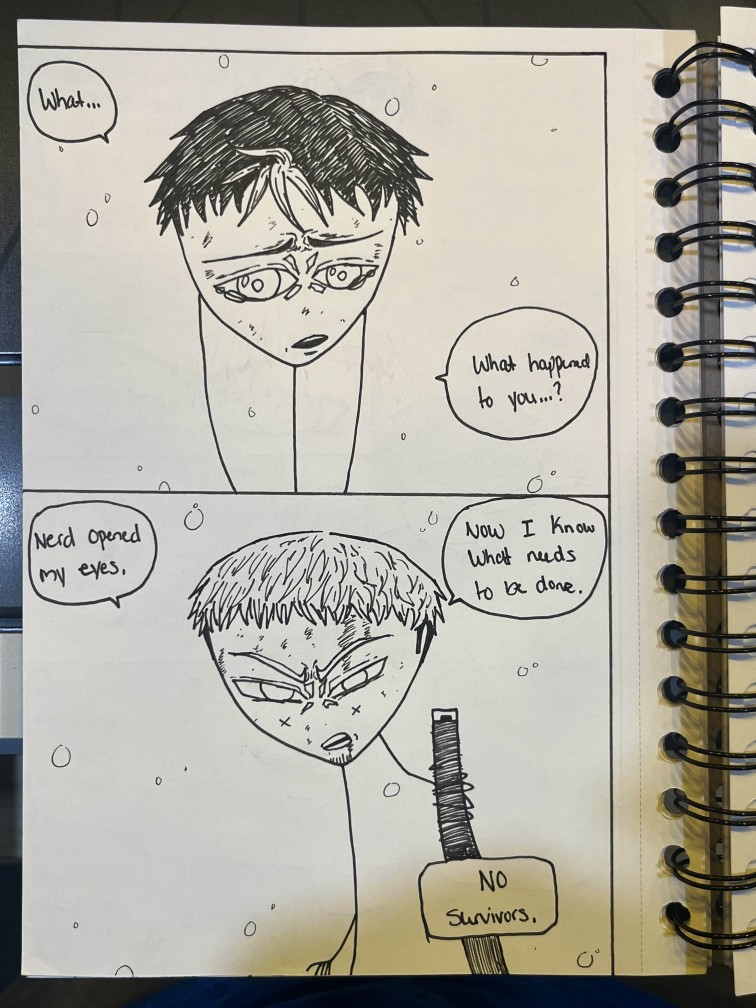 What...
What happened
to you...?
Nerd opened
my eyes.
Now I know
what needs
to be done.
NO
Survivors.